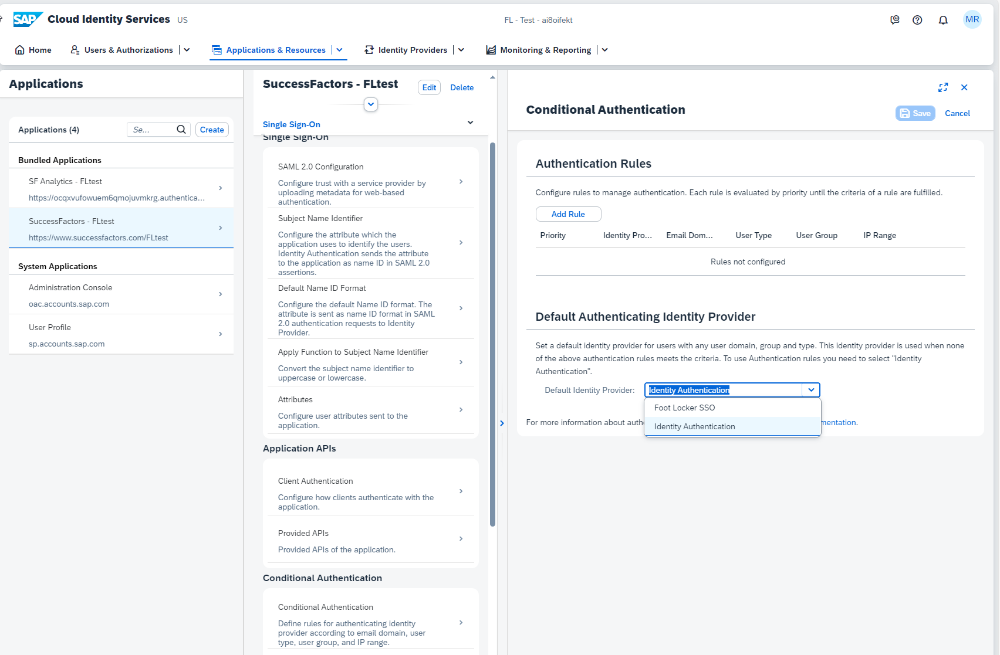 SAP Cloud Identity Services US
FL - Test - ai8oifekt
MR
Home
Users & Authorizations
Applications & Resources
Identity Providers
Monitoring & Reporting
Applications
Applications (4)
Se...
Create
Bundled Applications
SF Analytics - FLtest
https://ocqxvufowuem6qmojuvmkrg.authentica...
SuccessFactors - FLtest
https://www.successfactors.com/FLtest
System Applications
Administration Console
oac.accounts.sap.com
User Profile
sp.accounts.sap.com
SuccessFactors - FLtest
Edit
Delete
Single Sign-On
Single Sign-On
SAML 2.0 Configuration
Configure trust with a service provider by
uploading metadata for web-based
authentication.
Subject Name Identifier
Configure the attribute which the
application uses to identify the users.
Identity Authentication sends the attribute
to the application as name ID in SAML 2.0
assertions.
Default Name ID Format
Configure the default Name ID format. The
attribute is sent as name ID format in SAML
2.0 authentication requests to Identity
Provider.
Apply Function to Subject Name Identifier
Convert the subject name identifier to
uppercase or lowercase.
Attributes
Configure user attributes sent to the
application.
Application APIs
Client Authentication
Configure how clients authenticate with the
application.
Provided APIs
Provided APIs of the application.
Conditional Authentication
Conditional Authentication
Define rules for authenticating identity
provider according to email domain, user
type, user group, and IP range.
Conditional Authentication
Save
Cancel
Authentication Rules
Configure rules to manage authentication. Each rule is evaluated by priority until the criteria of a rule are fulfilled.
Add Rule
Priority Identity Pro... Email Dom... User Type User Group IP Range
Rules not configured
Default Authenticating Identity Provider
Set a default identity provider for users with any user domain, group and type. This identity provider is used when none
of the above authentication rules meets the criteria. To use Authentication rules you need to select "Identity
Authentication".
Default Identity Provider: Identity Authentication
Foot Locker SSO
Identity Authentication
For more information about auth
mentation.